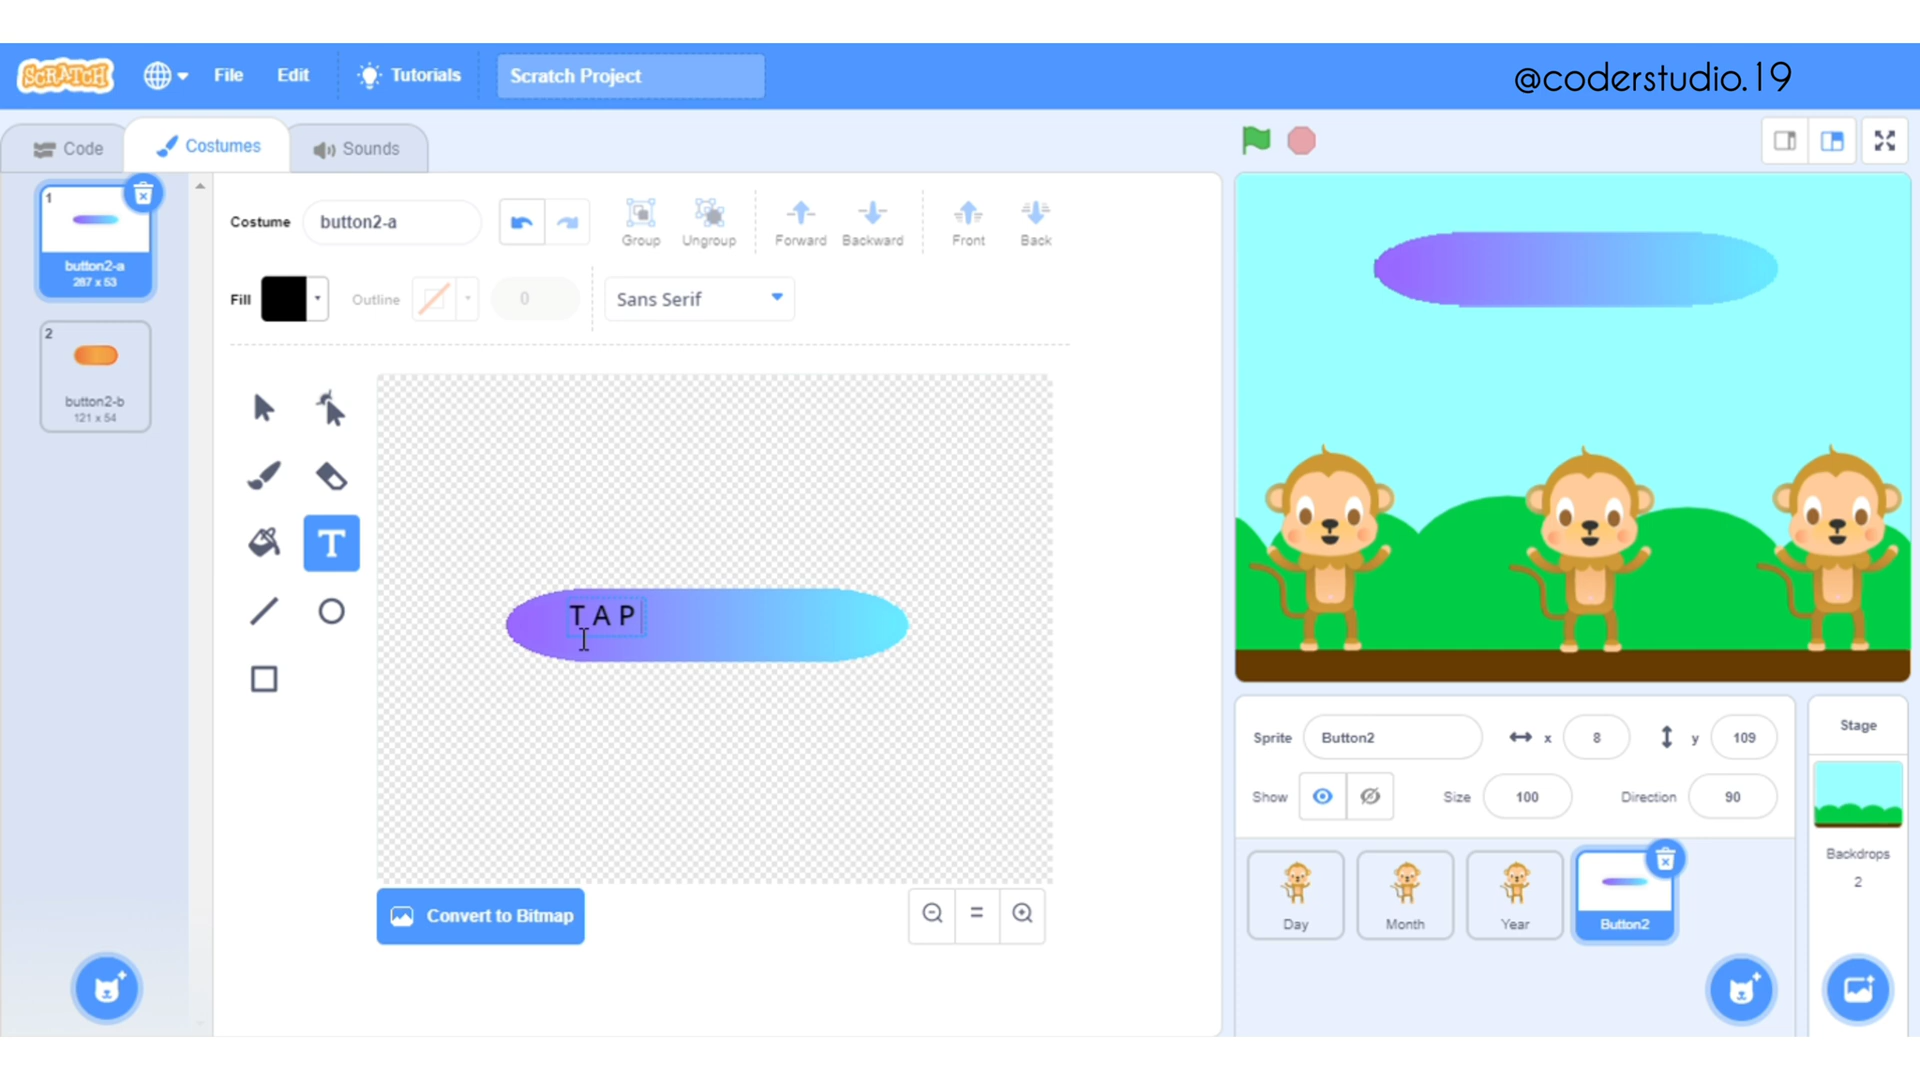 SCRATCH File Edit Tutorials Scratch Project @coderstudio.19
Code Costumes Sounds
1
button2-a
287 x 53
2
button2-b
121 x 54
Costume button2-a Group Ungroup Forward Backward Front Back
Fill Outline 0 Sans Serif
T
T A P
Convert to Bitmap
Sprite Button2 x 8 y 109
Show Size 100 Direction 90
Day Month Year Button2
Stage
Backdrops
2